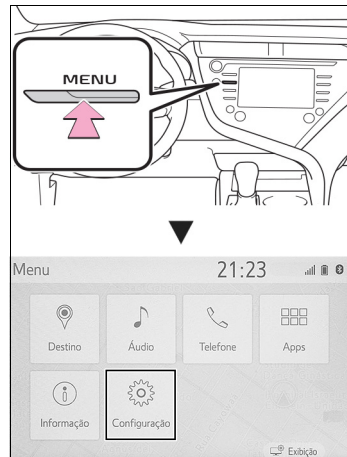 MENU
Menu 21:23
Destino Áudio Telefone Apps
Informação Configuração
Exibição